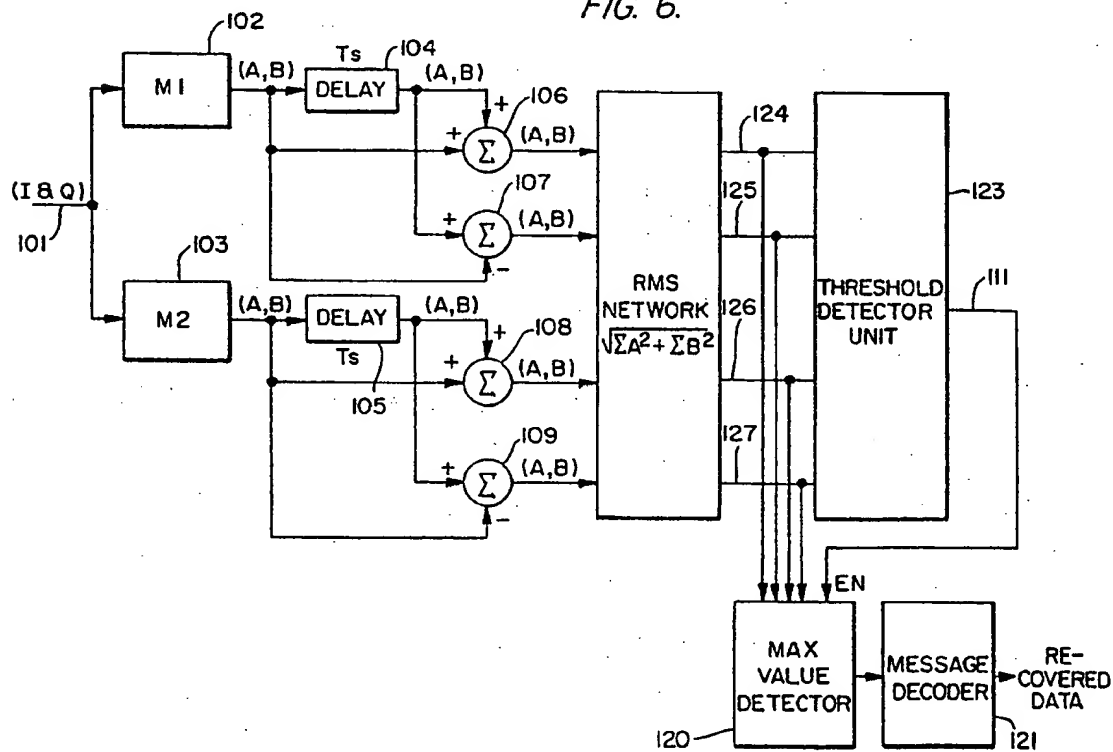 FIG. 6.
102
M1
(A,B)
Ts
104
DELAY
(A,B)
+
106
+
Σ
(A,B)
124
(I & Q)
101
107
+
Σ
(A,B)
-
125
123
103
M2
(A,B)
DELAY
Ts
105
(A,B)
+
108
+
Σ
(A,B)
126
RMS
NETWORK
√ΣA² + ΣB²
THRESHOLD
DETECTOR
UNIT
111
109
+
Σ
(A,B)
-
127
EN
MAX
VALUE
DETECTOR
120
MESSAGE
DECODER
121
RE-
COVERED
DATA